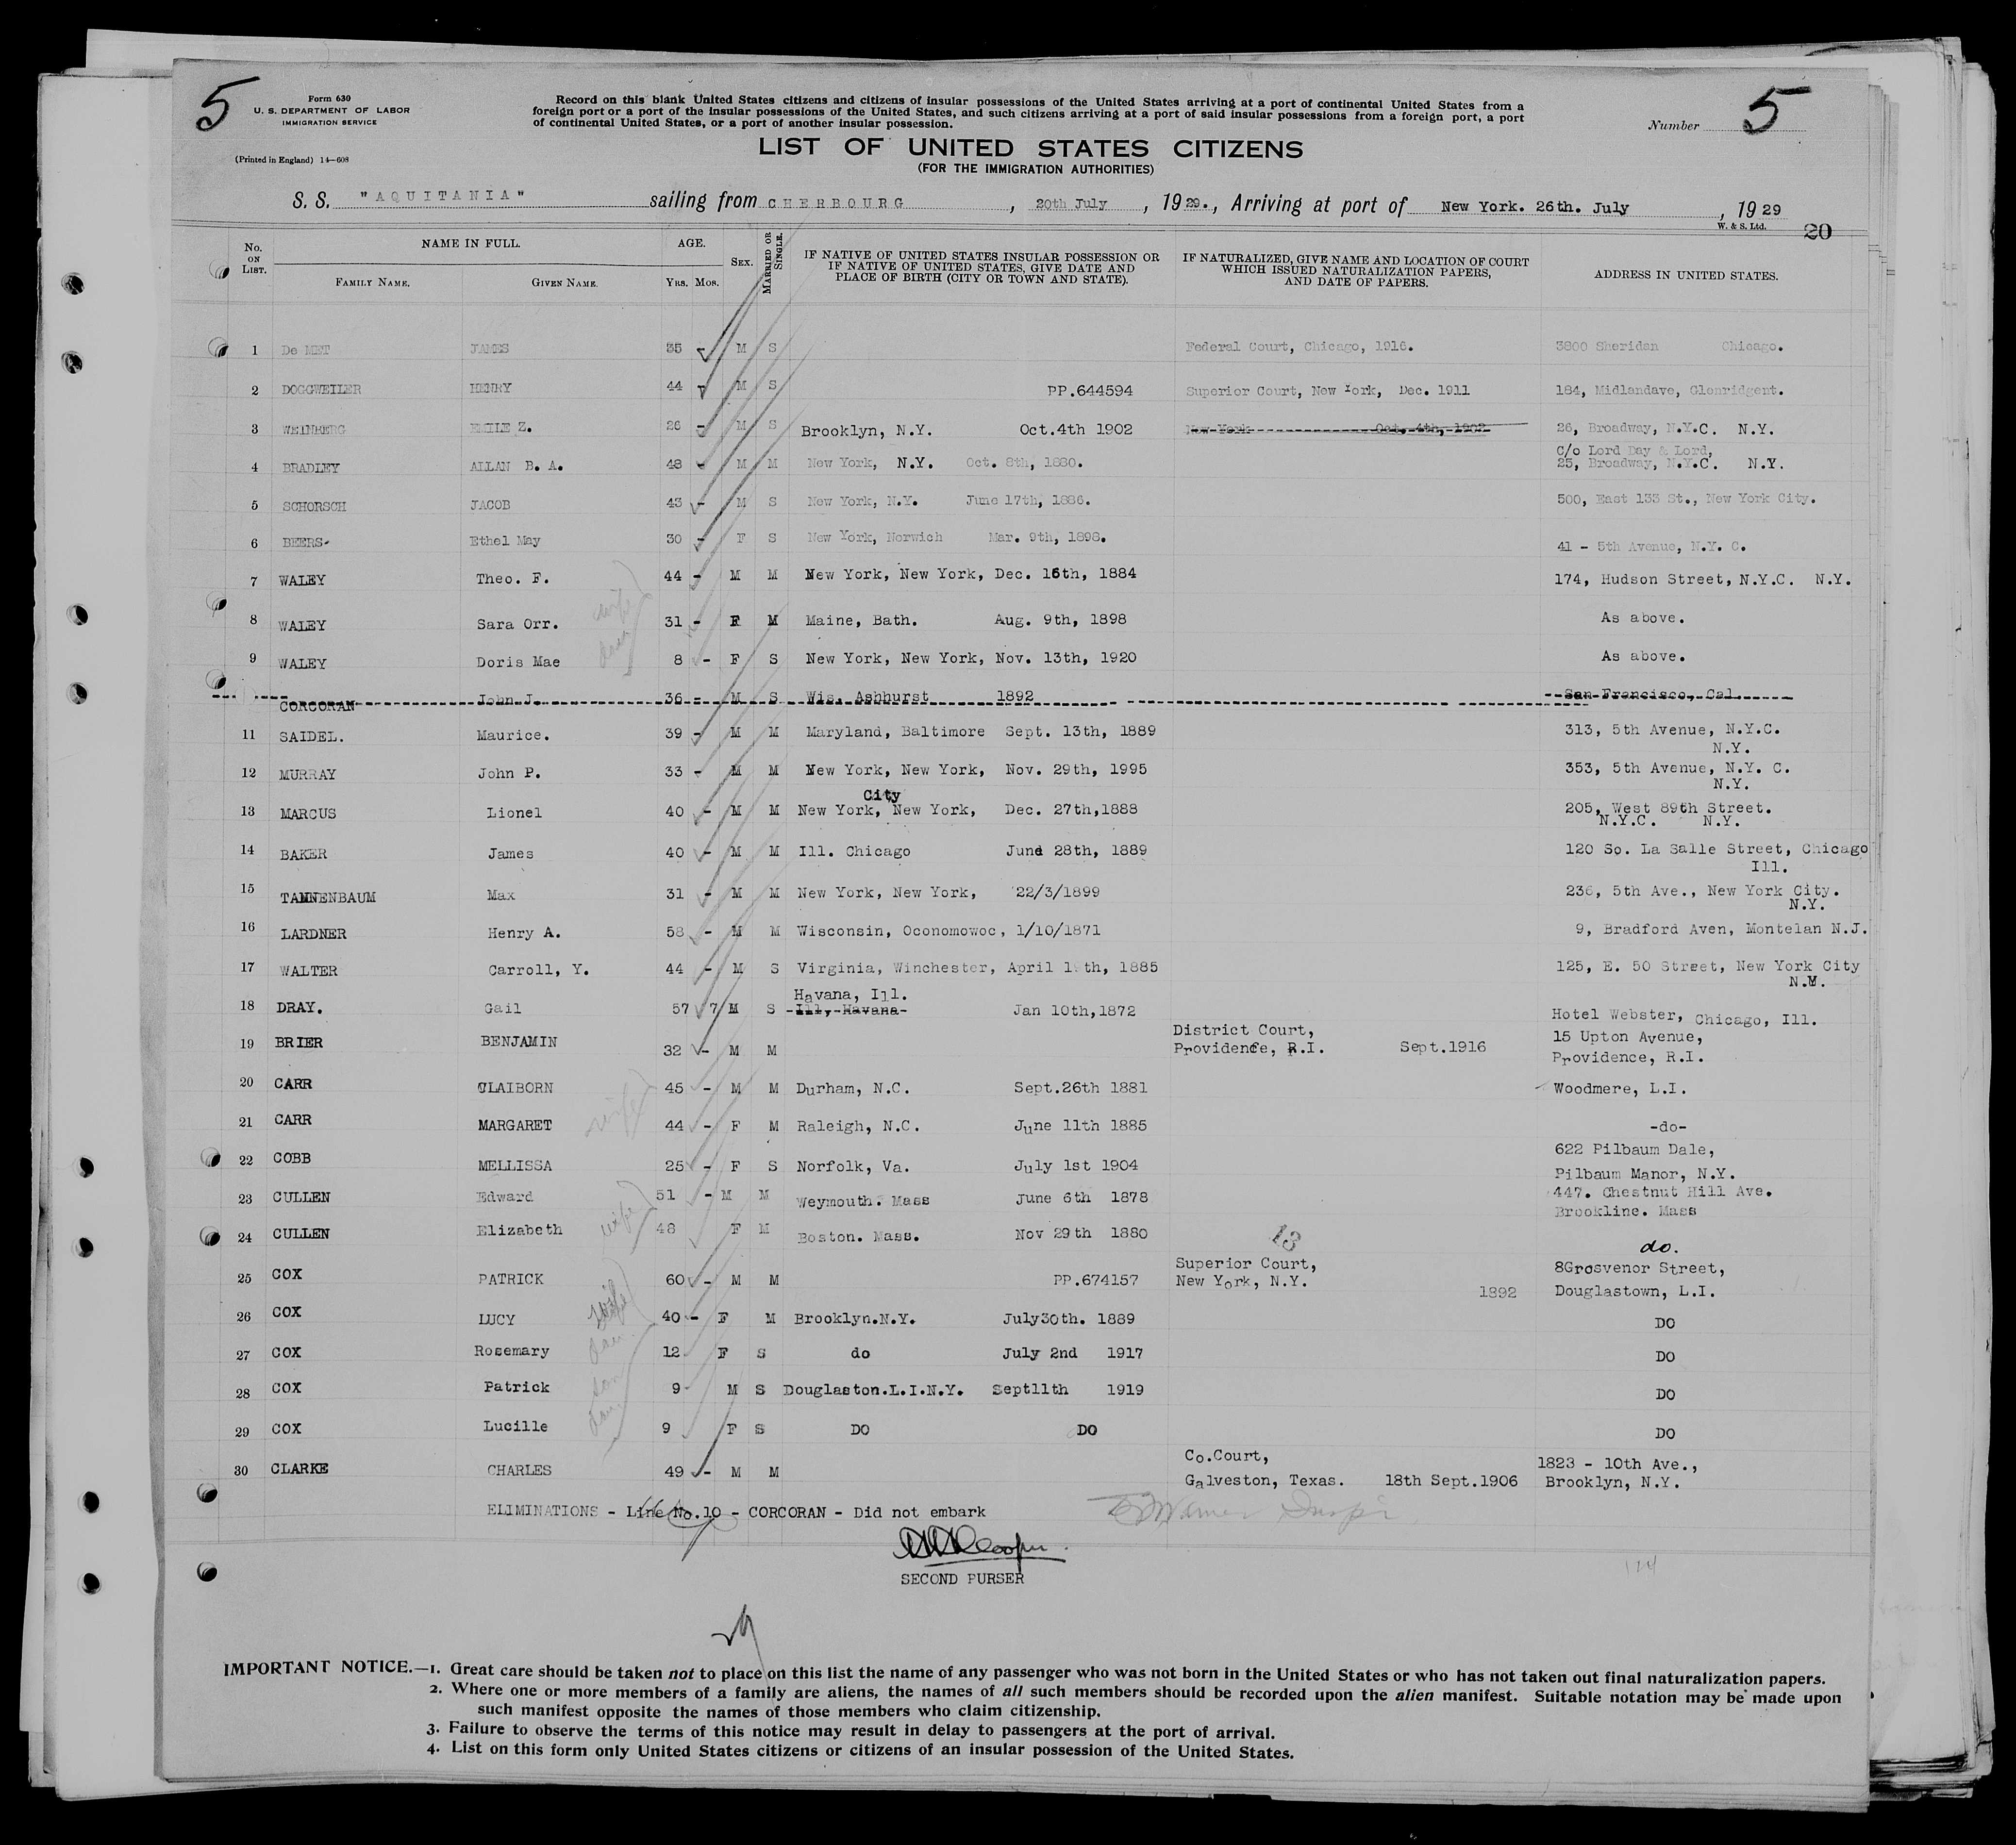 5
Form 630
U. S. DEPARTMENT OF LABOR
IMMIGRATION SERVICE
(Printed in England) 14—608
Record on this blank United States citizens and citizens of insular possessions of the United States arriving at a port of continental United States from a
foreign port or a port of the insular possessions of the United States, and such citizens arriving at a port of said insular possessions from a foreign port, a port
of continental United States, or a port of another insular possession.
Number 5
LIST OF UNITED STATES CITIZENS
(FOR THE IMMIGRATION AUTHORITIES)
S. S. "AQUITANIA" sailing from CHERBOURG, 20th July, 1929., Arriving at port of New York. 26th. July, 1929
W. & S. Ltd. 20
No. ON LIST. NAME IN FULL. FAMILY NAME. GIVEN NAME. AGE. YRS. MOS. SEX. MARRIED OR SINGLE. IF NATIVE OF UNITED STATES INSULAR POSSESSION OR IF NATIVE OF UNITED STATES, GIVE DATE AND PLACE OF BIRTH (CITY OR TOWN AND STATE). IF NATURALIZED, GIVE NAME AND LOCATION OF COURT WHICH ISSUED NATURALIZATION PAPERS, AND DATE OF PAPERS. ADDRESS IN UNITED STATES.
1 De MET JAMES 35 - M S Federal Court, Chicago, 1916. 3800 Sheridan Chicago.
2 DOGGWEILER HENRY 44 - M S PP.644594 Superior Court, New York, Dec. 1911 184, Midlandave, Glenridgent.
3 WEINBERG EMILE Z. 26 - M S Brooklyn, N.Y. Oct.4th 1902 New York Oct. 4th, 1902 26, Broadway, N.Y.C. N.Y.
4 BRADLEY ALLAN B. A. 48 - M M New York, N.Y. Oct. 8th, 1880. C/o Lord Day & Lord,
25, Broadway, N.Y.C. N.Y.
5 SCHORSCH JACOB 43 - M S New York, N.Y. June 17th, 1886. 500, East 133 St., New York City.
6 BEERS- Ethel May 30 - F S New York, Norwich Mar. 9th, 1898. 41 - 5th Avenue, N.Y. C.
7 WALEY Theo. F. 44 - M M New York, New York, Dec. 16th, 1884 174, Hudson Street, N.Y.C. N.Y.
8 WALEY Sara Orr. wife 31 - F M Maine, Bath. Aug. 9th, 1898 As above.
9 WALEY Doris Mae dau 8 - F S New York, New York, Nov. 13th, 1920 As above.
CORCORAN John J. 36 - M S Wis. Ashhurst 1892 San Francisco, Cal.
11 SAIDEL. Maurice. 39 - M M Maryland, Baltimore Sept. 13th, 1889 313, 5th Avenue, N.Y.C.
N.Y.
12 MURRAY John P. 33 - M M New York, New York, Nov. 29th, 1995 353, 5th Avenue, N.Y. C.
N.Y.
City
13 MARCUS Lionel 40 - M M New York, New York, Dec. 27th,1888 205, West 89th Street.
N.Y.C. N.Y.
14 BAKER James 40 - M M Ill. Chicago June 28th, 1889 120 So. La Salle Street, Chicago
Ill.
15 TANNENBAUM Max 31 - M M New York, New York, 22/3/1899 236, 5th Ave., New York City.
N.Y.
16 LARDNER Henry A. 58 - M M Wisconsin, Oconomowoc, 1/10/1871 9, Bradford Aven, Montelan N.J.
17 WALTER Carroll, Y. 44 - M S Virginia, Winchester, April th, 1885 125, E. 50 Street, New York City
N.Y.
Havana, Ill.
18 DRAY. Gail 57 7 M S Ill, Havana Jan 10th,1872 Hotel Webster, Chicago, Ill.
19 BRIER BENJAMIN 32 - M M District Court,
Providence, R.I. Sept.1916 15 Upton Avenue,
Providence, R.I.
20 CARR CLAIBORN 45 - M M Durham, N.C. Sept.26th 1881 Woodmere, L.I.
21 CARR MARGARET wife 44 - F M Raleigh, N.C. June 11th 1885 -do-
22 COBB MELLISSA 25 - F S Norfolk, Va. July 1st 1904 622 Pilbaum Dale,
Pilbaum Manor, N.Y.
23 CULLEN Edward 51 - M M Weymouth. Mass June 6th 1878 447. Chestnut Hill Ave.
Brookline. Mass
24 CULLEN Elizabeth wife 48 F M Boston. Mass. Nov 29th 1880 do.
13
25 COX PATRICK 60 - M M PP.674157 Superior Court,
New York, N.Y. 1892 8Grosvenor Street,
Douglastown, L.I.
26 COX LUCY wife 40 - F M Brooklyn.N.Y. July30th. 1889 DO
27 COX Rosemary dau. 12 F S do July 2nd 1917 DO
28 COX Patrick son 9 M S Douglaston.L.I.N.Y. Sept11th 1919 DO
29 COX Lucille dau 9 F S DO DO DO
30 CLARKE CHARLES 49 - M M Co.Court,
Galveston, Texas. 18th Sept.1906 1823 - 10th Ave.,
Brooklyn, N.Y.
ELIMINATIONS - Line No.10 - CORCORAN - Did not embark
SECOND PURSER
124
IMPORTANT NOTICE.—1. Great care should be taken not to place on this list the name of any passenger who was not born in the United States or who has not taken out final naturalization papers.
2. Where one or more members of a family are aliens, the names of all such members should be recorded upon the alien manifest. Suitable notation may be made upon
such manifest opposite the names of those members who claim citizenship.
3. Failure to observe the terms of this notice may result in delay to passengers at the port of arrival.
4. List on this form only United States citizens or citizens of an insular possession of the United States.